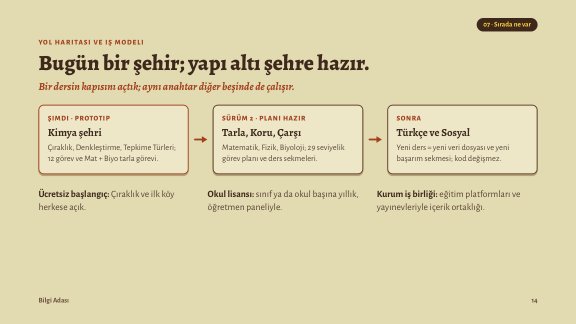 07 · Sırada ne var
YOL HARİTASI VE İŞ MODELİ
Bugün bir şehir; yapı altı şehre hazır.
Bir dersin kapısını açtık; aynı anahtar diğer beşinde de çalışır.
ŞIMDI · PROTOTIP
Kimya şehri
Çıraklık, Denkleştirme, Tepkime Türleri;
12 görev ve Mat + Biyo tarla görevi.
SÜRÜM 2 · PLANI HAZIR
Tarla, Koru, Çarşı
Matematik, Fizik, Biyoloji; 29 seviyelik
görev planı ve ders sekmeleri.
SONRA
Türkçe ve Sosyal
Yeni ders = yeni veri dosyası ve yeni
başarım sekmesi; kod değişmez.
Ücretsiz başlangıç: Çıraklık ve ilk köy
herkese açık.
Okul lisansı: sınıf ya da okul başına yıllık,
öğretmen paneliyle.
Kurum iş birliği: eğitim platformları ve
yayınevleriyle içerik ortaklığı.
Bilgi Adası
14